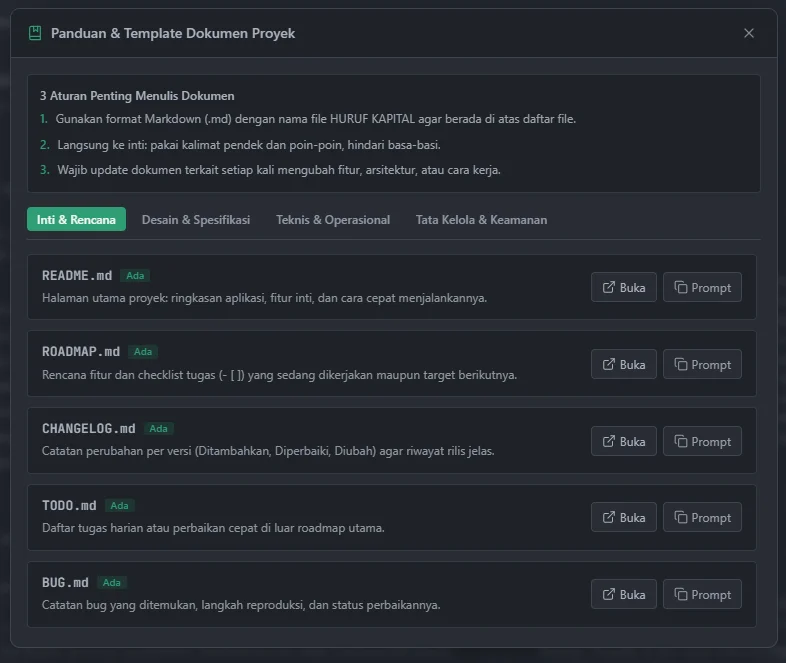 Panduan & Template Dokumen Proyek
3 Aturan Penting Menulis Dokumen
1. Gunakan format Markdown (.md) dengan nama file HURUF KAPITAL agar berada di atas daftar file.
2. Langsung ke inti: pakai kalimat pendek dan poin-poin, hindari basa-basi.
3. Wajib update dokumen terkait setiap kali mengubah fitur, arsitektur, atau cara kerja.
Inti & Rencana Desain & Spesifikasi Teknis & Operasional Tata Kelola & Keamanan
README.md Ada
Halaman utama proyek: ringkasan aplikasi, fitur inti, dan cara cepat menjalankannya.
Buka Prompt
ROADMAP.md Ada
Rencana fitur dan checklist tugas (- [ ]) yang sedang dikerjakan maupun target berikutnya.
Buka Prompt
CHANGELOG.md Ada
Catatan perubahan per versi (Ditambahkan, Diperbaiki, Diubah) agar riwayat rilis jelas.
Buka Prompt
TODO.md Ada
Daftar tugas harian atau perbaikan cepat di luar roadmap utama.
Buka Prompt
BUG.md Ada
Catatan bug yang ditemukan, langkah reproduksi, dan status perbaikannya.
Buka Prompt